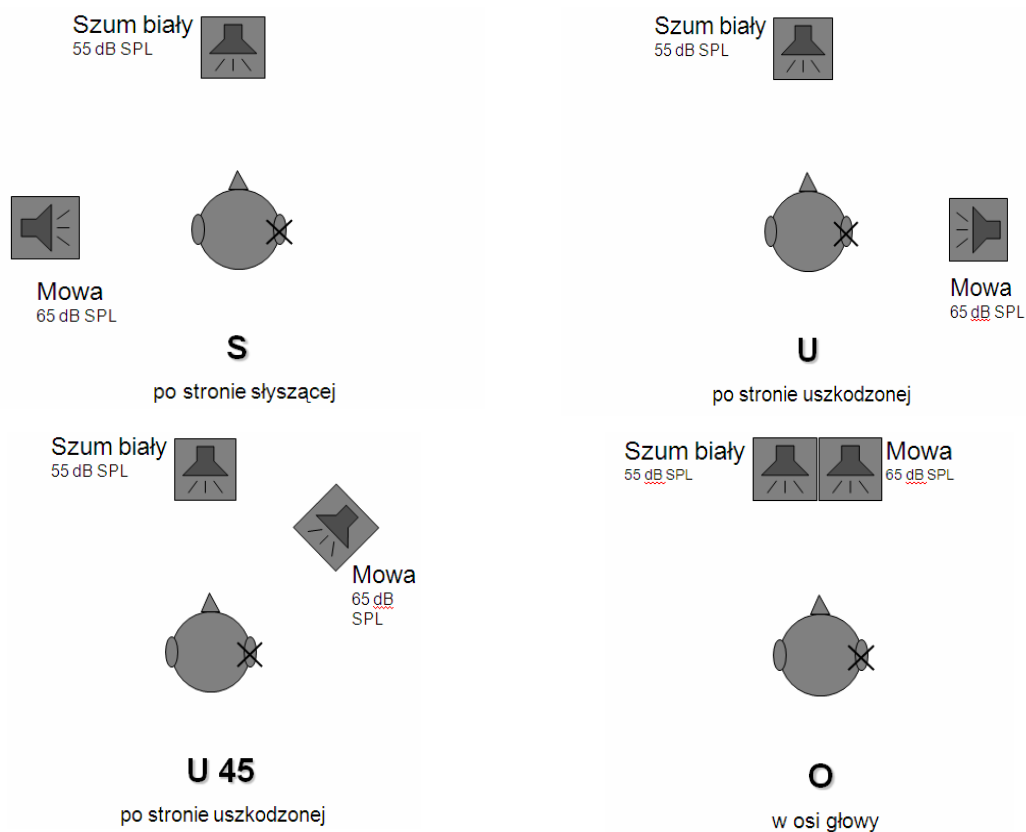 Szum biały
55 dB SPL
Mowa
65 dB SPL
S
po stronie słyszącej
Szum biały
55 dB SPL
Mowa
65 dB SPL
U
po stronie uszkodzonej
Szum biały
55 dB SPL
Mowa
65 dB
SPL
U 45
po stronie uszkodzonej
Szum biały
55 dB SPL
Mowa
65 dB SPL
O
w osi głowy